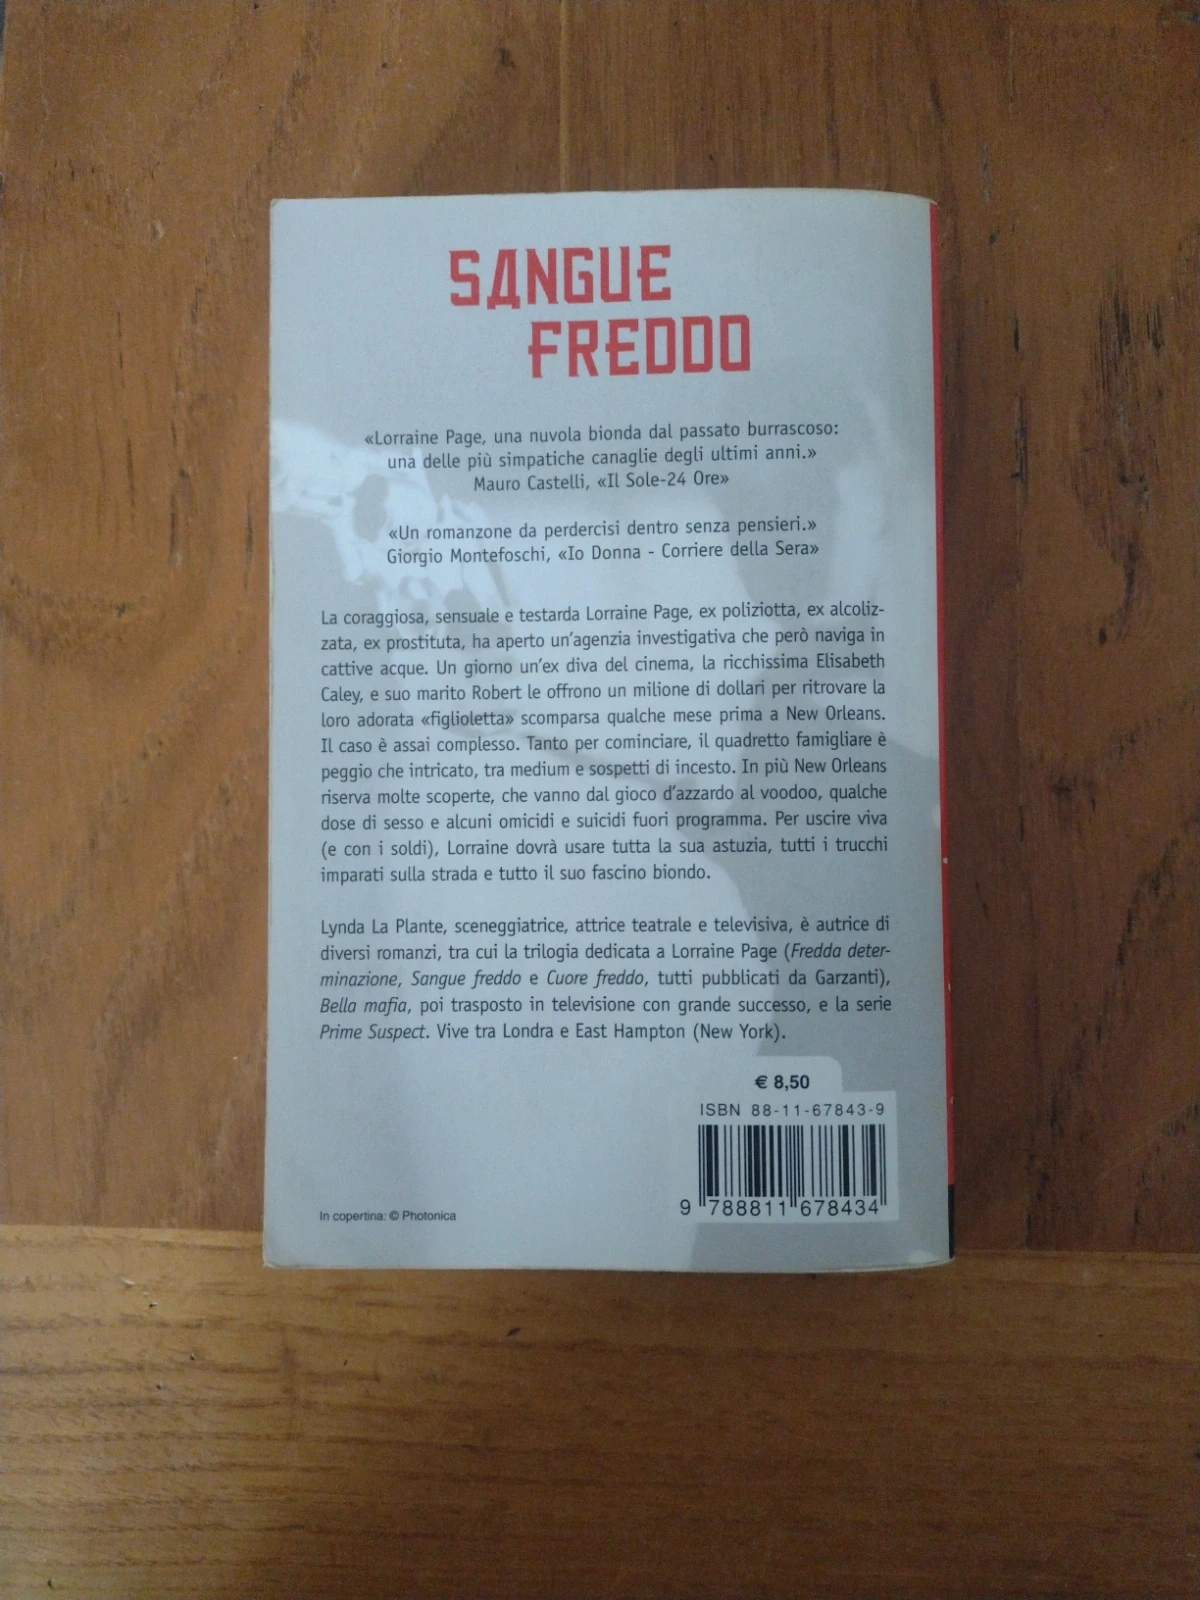 SANGUE
FREDDO
«Lorraine Page, una nuvola bionda dal passato burrascoso:
una delle più simpatiche canaglie degli ultimi anni.»
Mauro Castelli, «Il Sole-24 Ore»
«Un romanzone da perdercisi dentro senza pensieri.»
Giorgio Montefoschi, «Io Donna - Corriere della Sera»
La coraggiosa, sensuale e testarda Lorraine Page, ex poliziotta, ex alcoliz-
zata, ex prostituta, ha aperto un'agenzia investigativa che però naviga in
cattive acque. Un giorno un'ex diva del cinema, la ricchissima Elisabeth
Caley, e suo marito Robert le offrono un milione di dollari per ritrovare la
loro adorata «figlioletta» scomparsa qualche mese prima a New Orleans.
Il caso è assai complesso. Tanto per cominciare, il quadretto famigliare è
peggio che intricato, tra medium e sospetti di incesto. In più New Orleans
riserva molte scoperte, che vanno dal gioco d'azzardo al voodoo, qualche
dose di sesso e alcuni omicidi e suicidi fuori programma. Per uscire viva
(e con i soldi), Lorraine dovrà usare tutta la sua astuzia, tutti i trucchi
imparati sulla strada e tutto il suo fascino biondo.
Lynda La Plante, sceneggiatrice, attrice teatrale e televisiva, è autrice di
diversi romanzi, tra cui la trilogia dedicata a Lorraine Page (Fredda deter-
minazione, Sangue freddo e Cuore freddo, tutti pubblicati da Garzanti),
Bella mafia, poi trasposto in televisione con grande successo, e la serie
Prime Suspect. Vive tra Londra e East Hampton (New York).
€ 8,50
ISBN 88-11-67843-9
9 788811 678434
In copertina: © Photonica